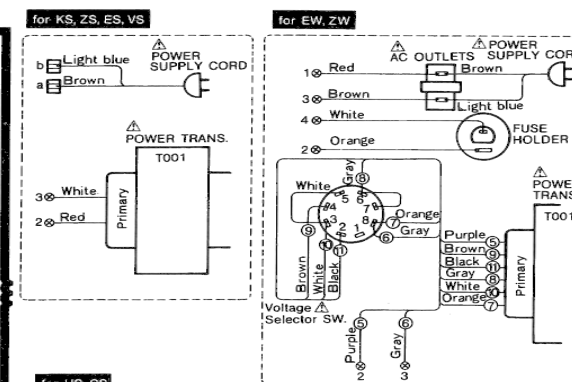 for KS, ZS, ES, VS
b Light blue
a Brown
POWER
SUPPLY CORD
POWER TRANS.
T001
3 White
2 Red
Primary
for EW, ZW
AC OUTLETS
POWER
SUPPLY COR
1 Red
Brown
3 Brown
Light blue
4 White
2 Orange
FUSE
HOLDER
Gray
8
White
5 6
4 7
3 8
2 1
Orange
7
Gray
6
9
10
11
Brown
White
Black
Voltage
Selector SW.
Purple 5
Brown 9
Black 11
Gray 8
White 10
Orange 7
Primary
POWE
TRANS
T001
5
6
Purple
Gray
2
3